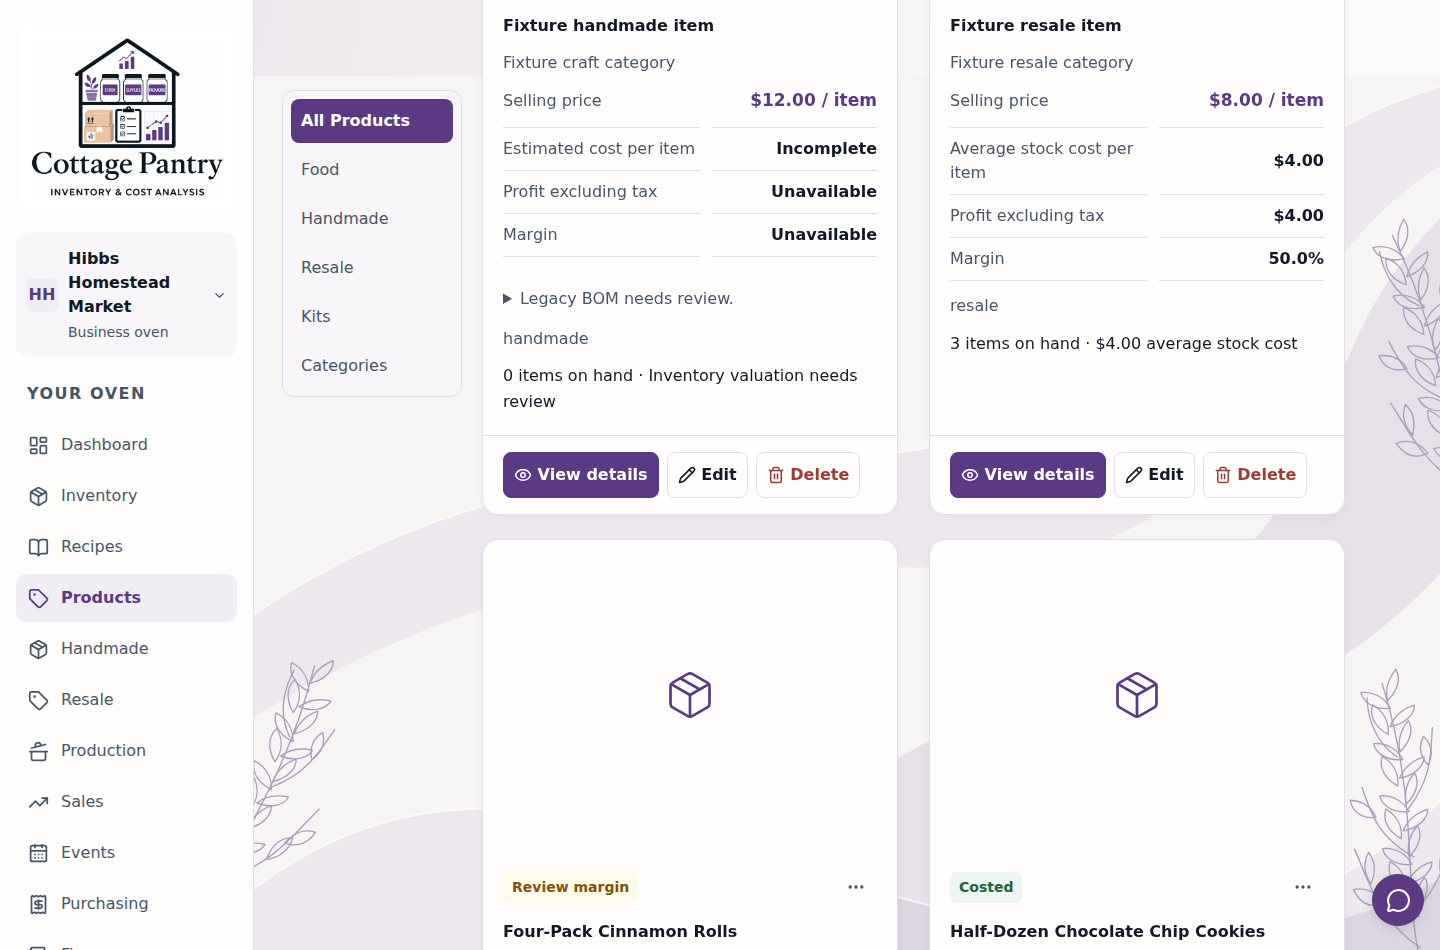 Cottage Pantry
INVENTORY & COST ANALYSIS
HH
Hibbs
Homestead
Market
Business oven
YOUR OVEN
Dashboard
Inventory
Recipes
Products
Handmade
Resale
Production
Sales
Events
Purchasing
All Products
Food
Handmade
Resale
Kits
Categories
Fixture handmade item
Fixture craft category
Selling price $12.00 / item
Estimated cost per item Incomplete
Profit excluding tax Unavailable
Margin Unavailable
Legacy BOM needs review.
handmade
0 items on hand · Inventory valuation needs
review
View details Edit Delete
Fixture resale item
Fixture resale category
Selling price $8.00 / item
Average stock cost per
item $4.00
Profit excluding tax $4.00
Margin 50.0%
resale
3 items on hand · $4.00 average stock cost
View details Edit Delete
Review margin
Four-Pack Cinnamon Rolls
Costed
Half-Dozen Chocolate Chip Cookies